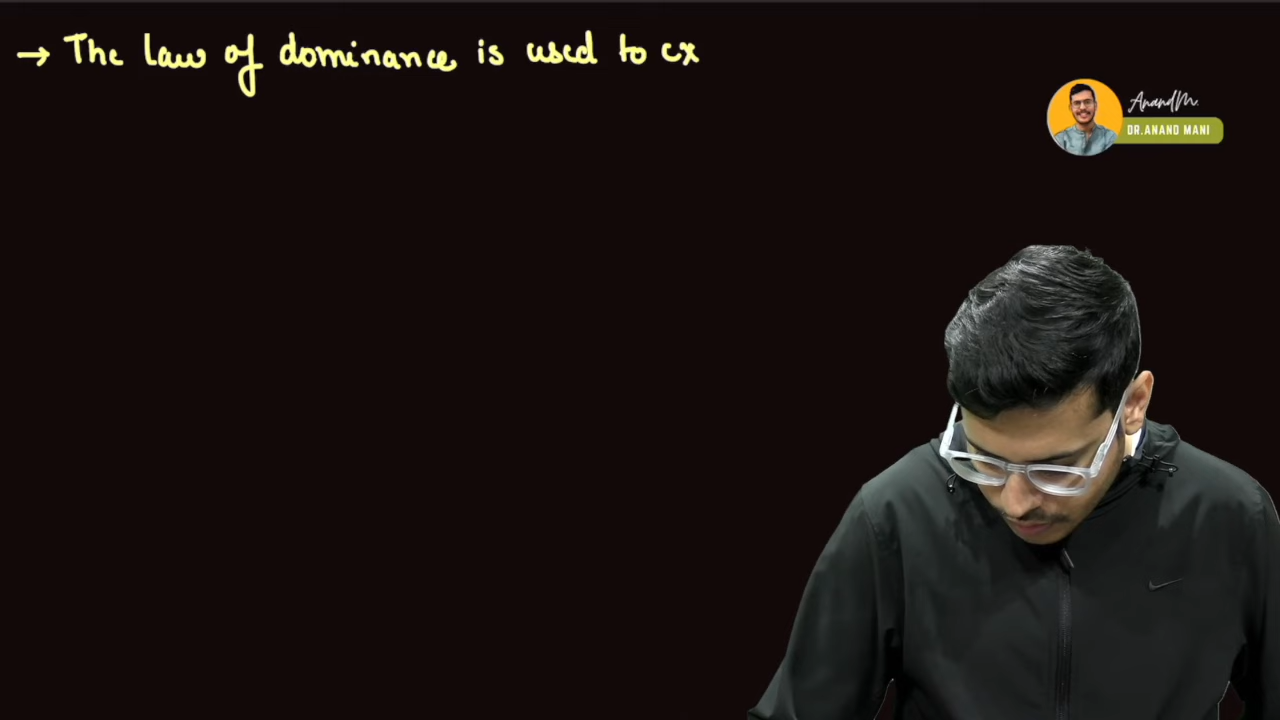 → The law of dominance is used to ex
AnandM.
DR.ANAND MANI